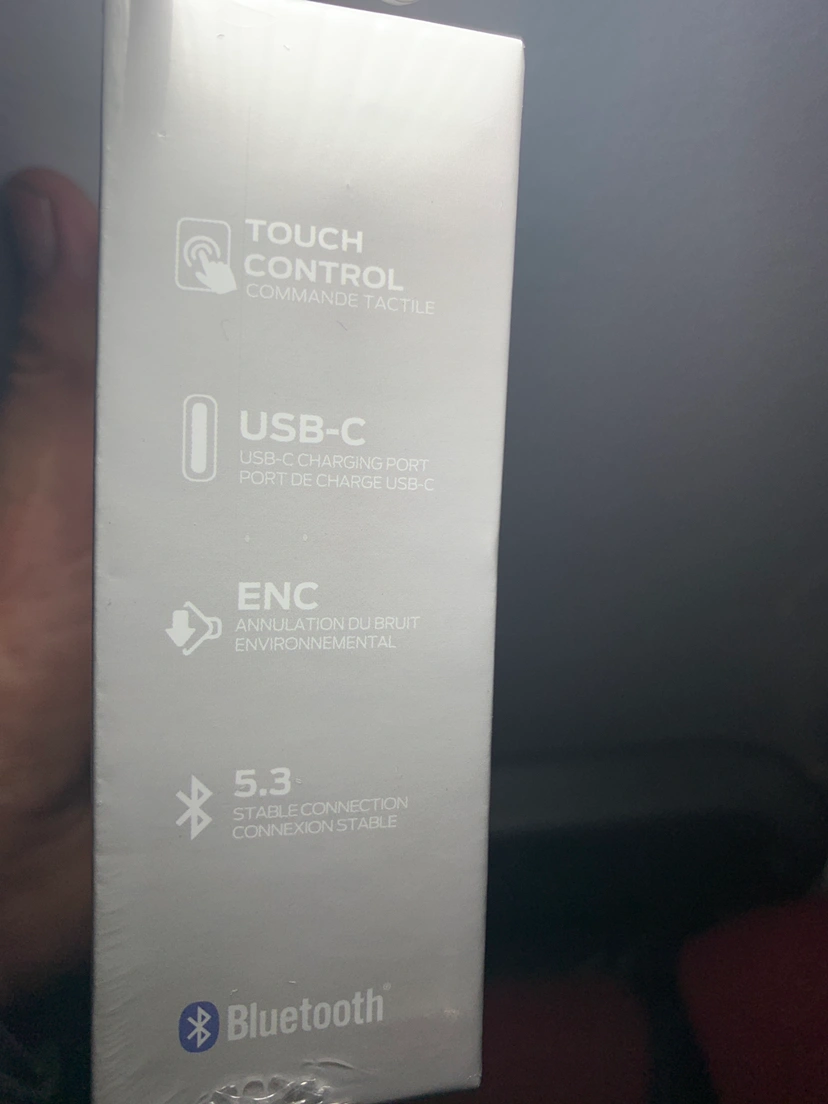 TOUCH
CONTROL
COMMANDE TACTILE
USB-C
USB-C CHARGING PORT
PORT DE CHARGE USB-C
ENC
ANNULATION DU BRUIT
ENVIRONNEMENTAL
5.3
STABLE CONNECTION
CONNEXION STABLE
Bluetooth®